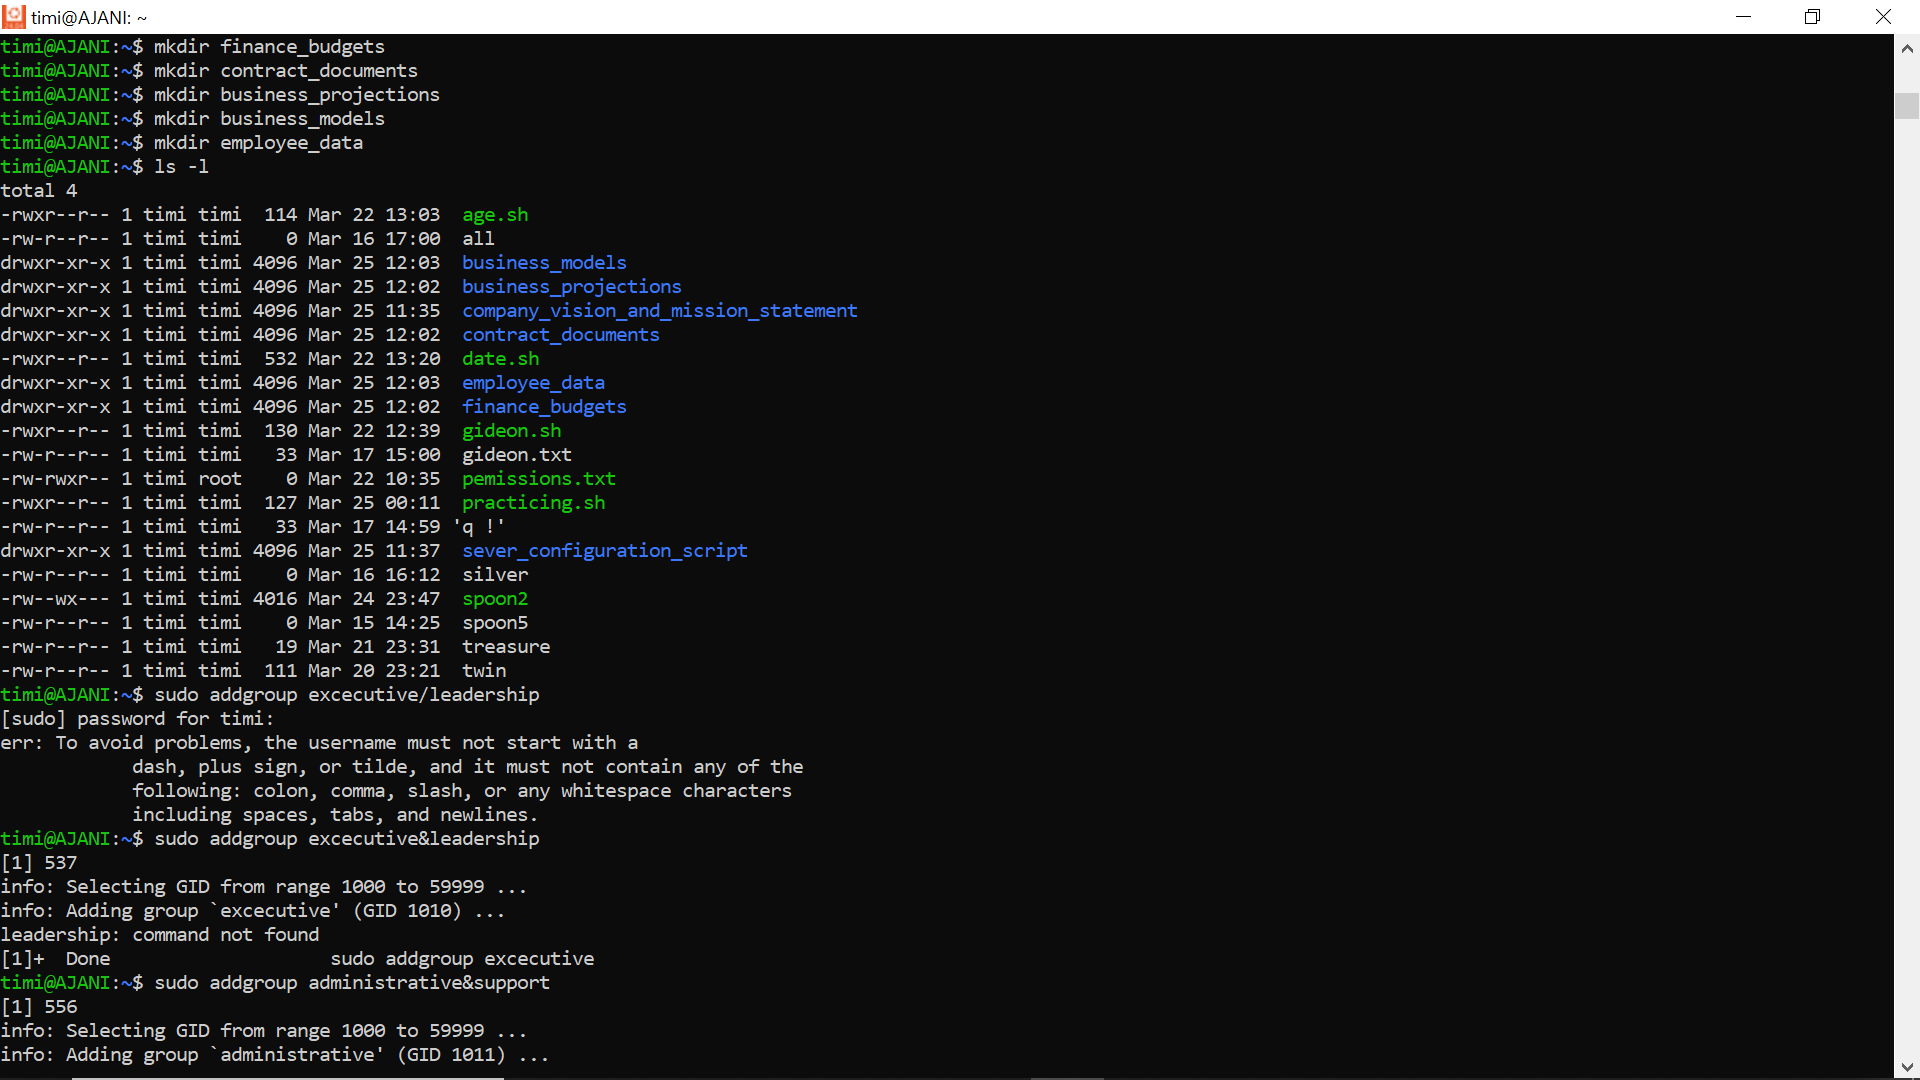 timi@AJANI: ~
timi@AJANI:~$ mkdir finance_budgets
timi@AJANI:~$ mkdir contract_documents
timi@AJANI:~$ mkdir business_projections
timi@AJANI:~$ mkdir business_models
timi@AJANI:~$ mkdir employee_data
timi@AJANI:~$ ls -l
total 4
-rwxr--r-- 1 timi timi  114 Mar 22 13:03  age.sh
-rw-r--r-- 1 timi timi    0 Mar 16 17:00  all
drwxr-xr-x 1 timi timi 4096 Mar 25 12:03  business_models
drwxr-xr-x 1 timi timi 4096 Mar 25 12:02  business_projections
drwxr-xr-x 1 timi timi 4096 Mar 25 11:35  company_vision_and_mission_statement
drwxr-xr-x 1 timi timi 4096 Mar 25 12:02  contract_documents
-rwxr--r-- 1 timi timi  532 Mar 22 13:20  date.sh
drwxr-xr-x 1 timi timi 4096 Mar 25 12:03  employee_data
drwxr-xr-x 1 timi timi 4096 Mar 25 12:02  finance_budgets
-rwxr--r-- 1 timi timi  130 Mar 22 12:39  gideon.sh
-rw-r--r-- 1 timi timi   33 Mar 17 15:00  gideon.txt
-rw-rwxr-- 1 timi root    0 Mar 22 10:35  pemissions.txt
-rwxr--r-- 1 timi timi  127 Mar 25 00:11  practicing.sh
-rw-r--r-- 1 timi timi   33 Mar 17 14:59 'q !'
drwxr-xr-x 1 timi timi 4096 Mar 25 11:37  sever_configuration_script
-rw-r--r-- 1 timi timi    0 Mar 16 16:12  silver
-rw--wx--- 1 timi timi 4016 Mar 24 23:47  spoon2
-rw-r--r-- 1 timi timi    0 Mar 15 14:25  spoon5
-rw-r--r-- 1 timi timi   19 Mar 21 23:31  treasure
-rw-r--r-- 1 timi timi  111 Mar 20 23:21  twin
timi@AJANI:~$ sudo addgroup excecutive/leadership
[sudo] password for timi:
err: To avoid problems, the username must not start with a
            dash, plus sign, or tilde, and it must not contain any of the
            following: colon, comma, slash, or any whitespace characters
            including spaces, tabs, and newlines.
timi@AJANI:~$ sudo addgroup excecutive&leadership
[1] 537
info: Selecting GID from range 1000 to 59999 ...
info: Adding group `excecutive' (GID 1010) ...
leadership: command not found
[1]+  Done                    sudo addgroup excecutive
timi@AJANI:~$ sudo addgroup administrative&support
[1] 556
info: Selecting GID from range 1000 to 59999 ...
info: Adding group `administrative' (GID 1011) ...